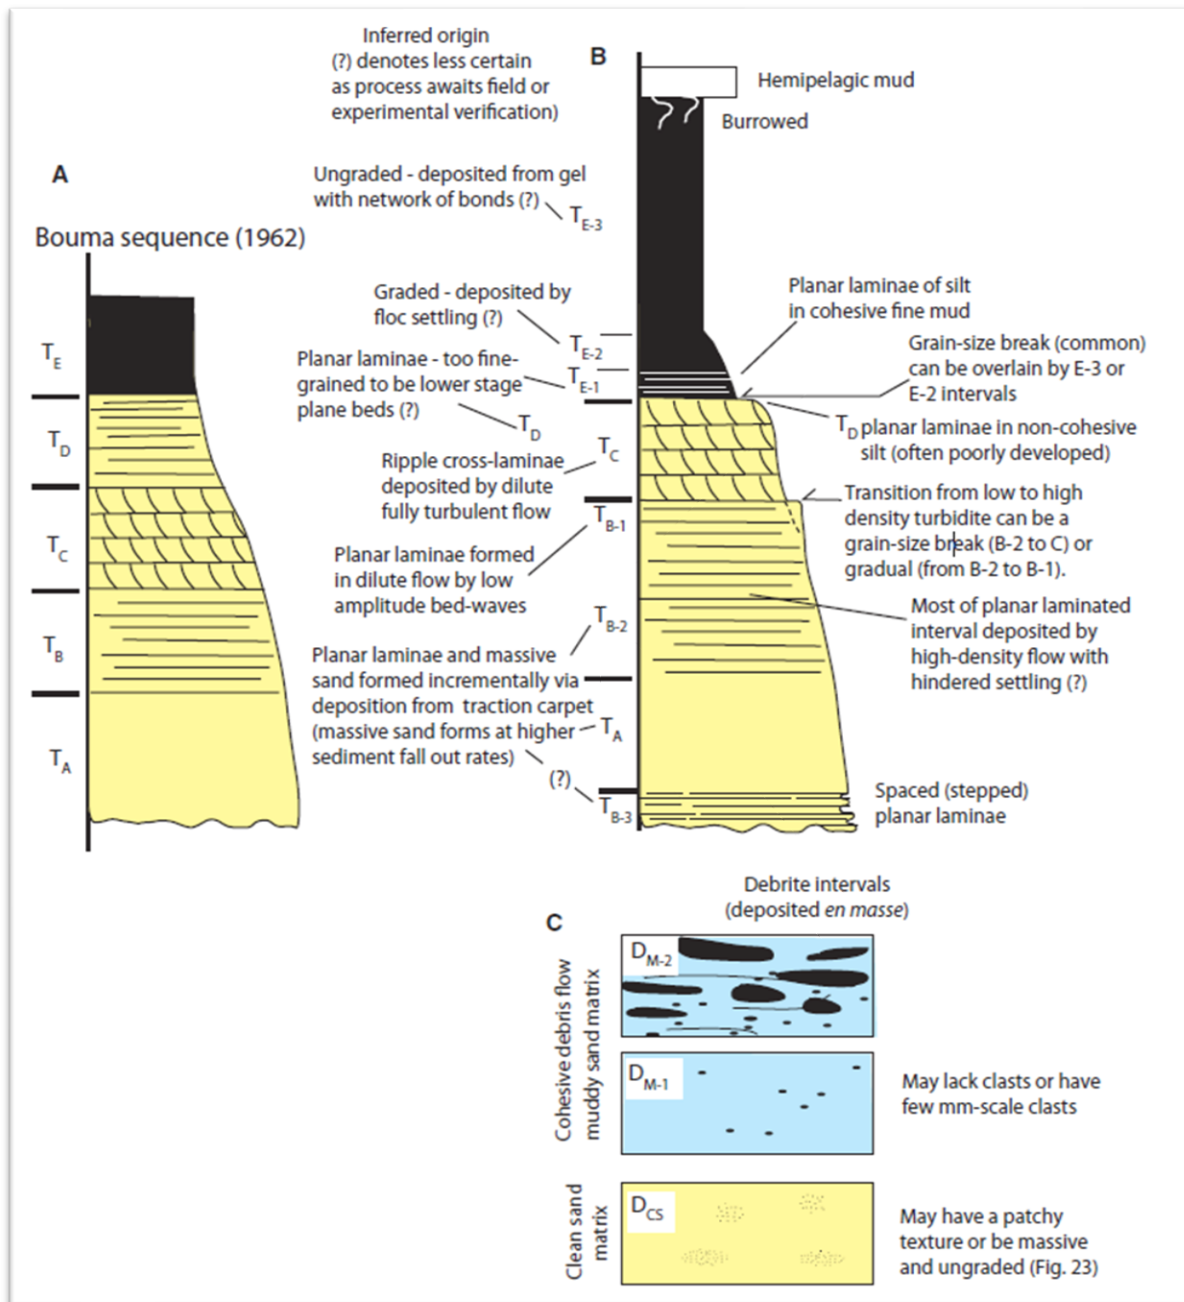 Inferred origin
(?) denotes less certain
as process awaits field or
experimental verification)
B
Hemipelagic mud
Burrowed
A
Ungraded - deposited from gel
with network of bonds (?)
TE-3
Bouma sequence (1962)
Graded - deposited by
floc settling (?)
Planar laminae of silt
in cohesive fine mud
TE
TE-2
Grain-size break (common)
can be overlain by E-3 or
E-2 intervals
Planar laminae - too fine-
grained to be lower stage
plane beds (?)
TE-1
TD
TD
TD planar laminae in non-cohesive
silt (often poorly developed)
TC
Ripple cross-laminae
deposited by dilute
fully turbulent flow
Transition from low to high
density turbidite can be a
grain-size break (B-2 to C) or
gradual (from B-2 to B-1).
TB-1
TC
Planar laminae formed
in dilute flow by low
amplitude bed-waves
Most of planar laminated
interval deposited by
high-density flow with
hindered settling (?)
TB-2
TB
Planar laminae and massive
sand formed incrementally via
deposition from traction carpet
(massive sand forms at higher
sediment fall out rates)
TA
TA
(?)
TB-3
Spaced (stepped)
planar laminae
Debrite intervals
(deposited en masse)
C
Cohesive debris flow
muddy sand matrix
DM-2
DM-1
May lack clasts or have
few mm-scale clasts
Clean sand
matrix
DCS
May have a patchy
texture or be massive
and ungraded (Fig. 23)